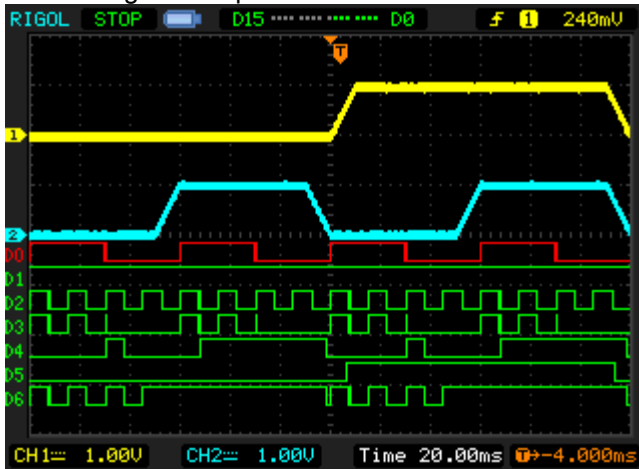 RIGOL STOP D15 D0 1 240mV
T
1
2
D0
D1
D2
D3
D4
D5
D6
CH1 1.00V CH2 1.00V Time 20.00ms T→-4.000ms